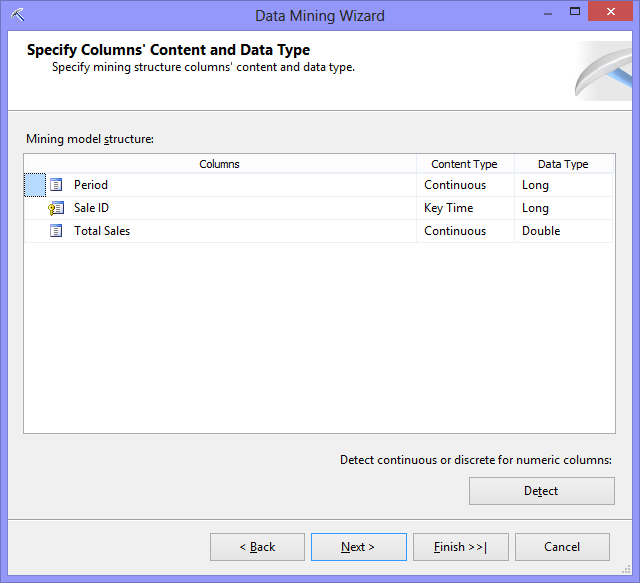 Data Mining Wizard
Specify Columns' Content and Data Type
Specify mining structure columns' content and data type.
Mining model structure:
Columns Content Type Data Type
Period Continuous Long
Sale ID Key Time Long
Total Sales Continuous Double
Detect continuous or discrete for numeric columns:
Detect
< Back Next > Finish >>| Cancel